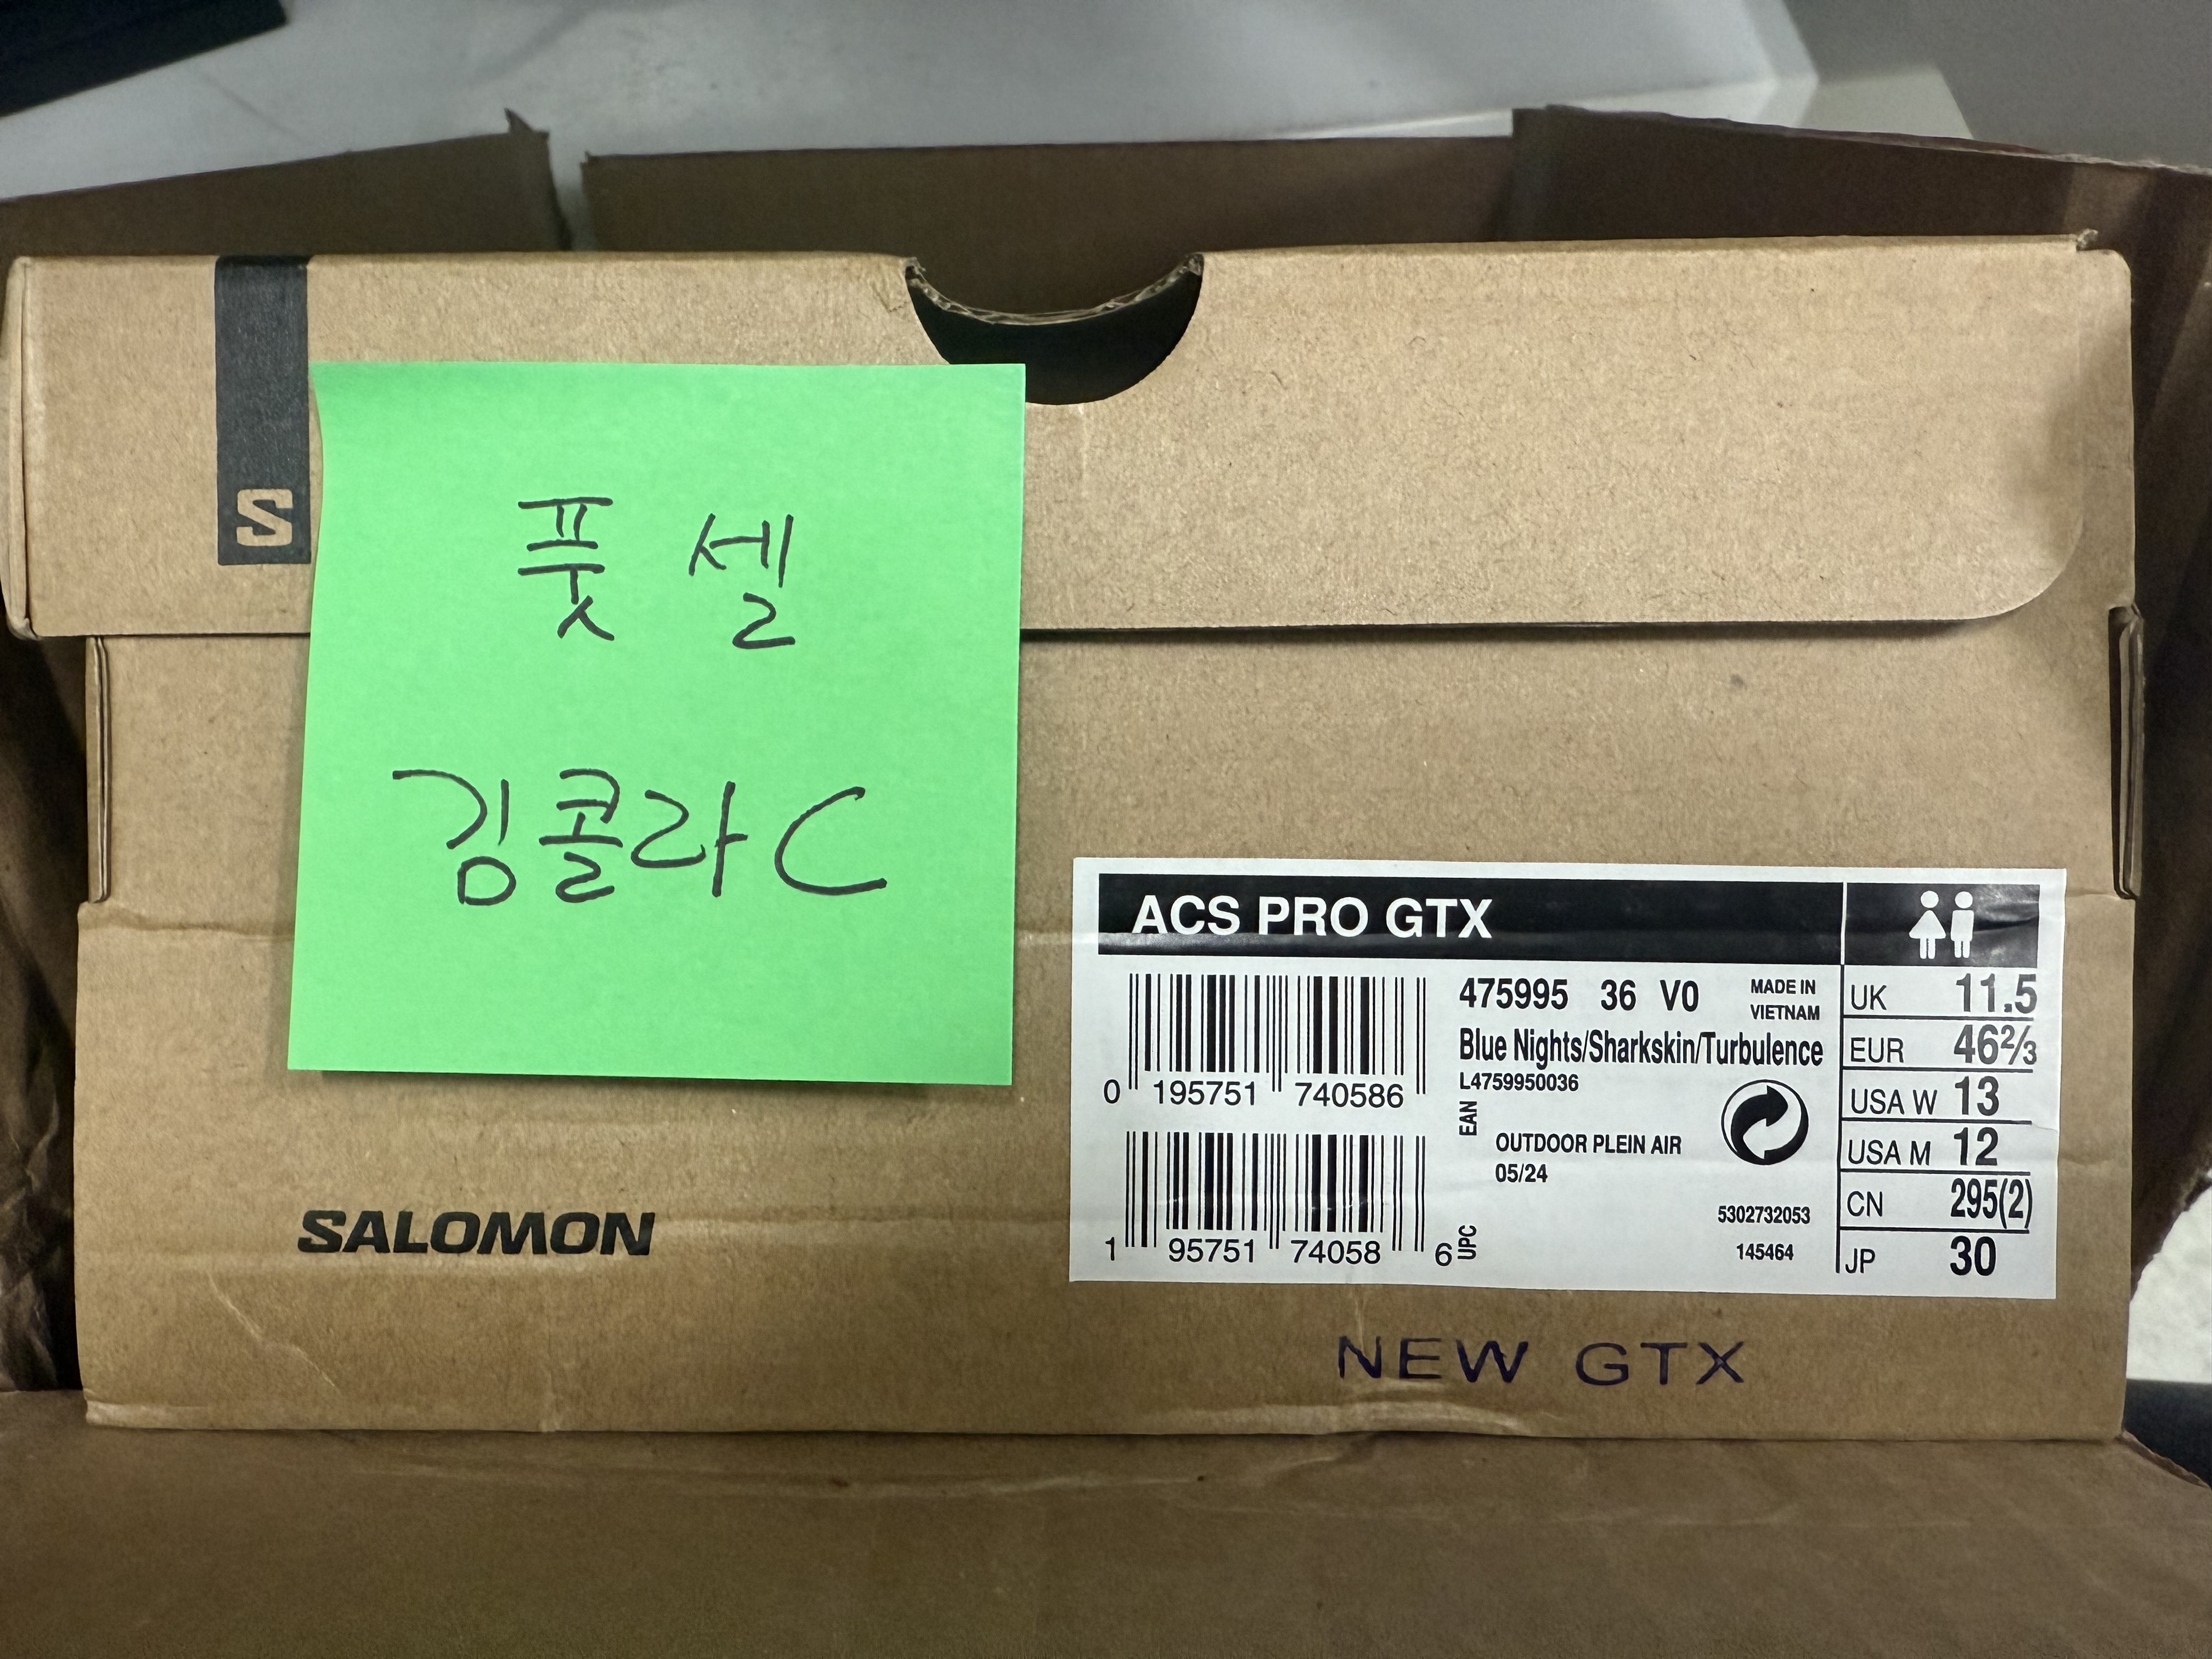 S
풋셀
김콜라C
SALOMON
ACS PRO GTX
0 195751 740586
EAN
1 95751 74058 6
UPC
475995 36 V0
MADE IN
VIETNAM
Blue Nights/Sharkskin/Turbulence
L4759950036
OUTDOOR PLEIN AIR
05/24
5302732053
145464
UK 11.5
EUR 46⅔
USA W 13
USA M 12
CN 295(2)
JP 30
NEW GTX